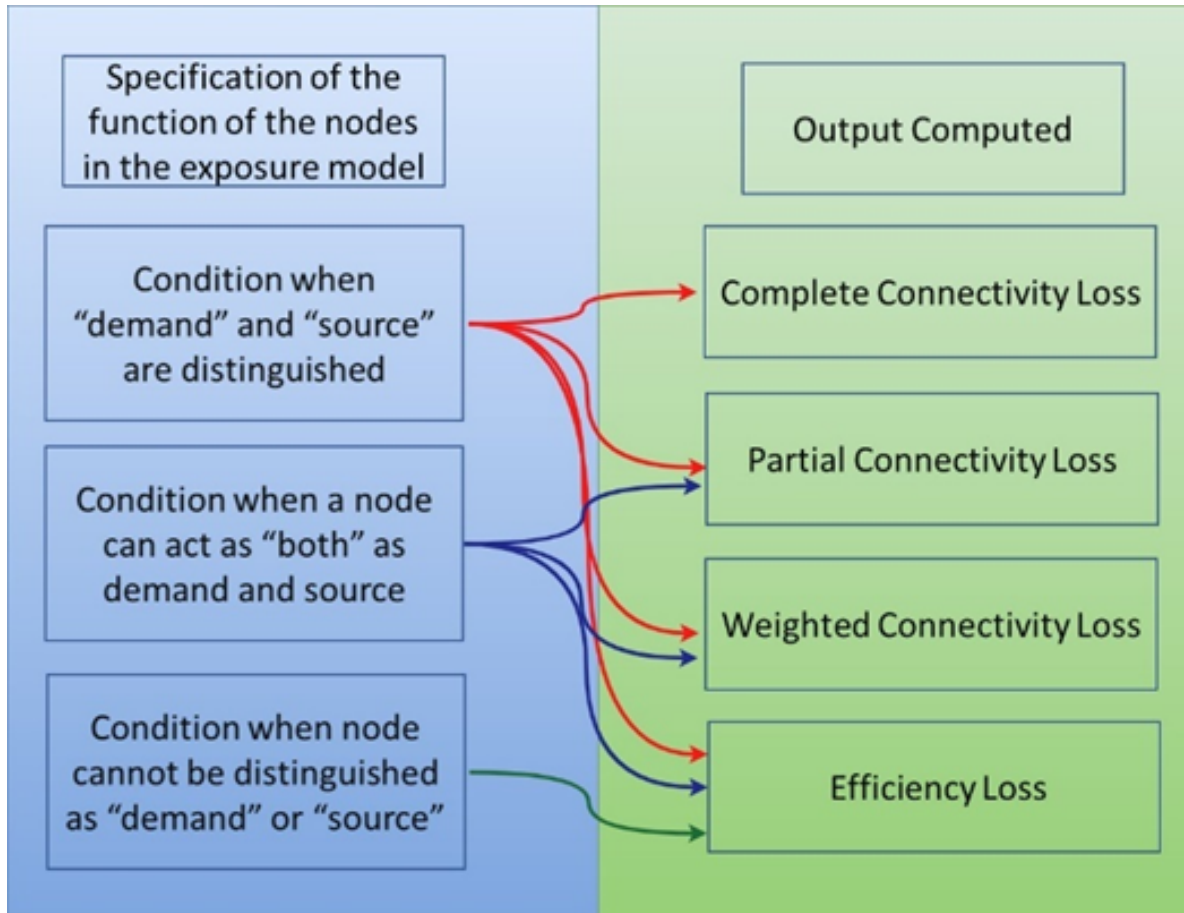 Specification of the
function of the nodes
in the exposure model
Output Computed
Condition when
“demand” and “source”
are distinguished
Complete Connectivity Loss
Condition when a node
can act as “both” as
demand and source
Partial Connectivity Loss
Weighted Connectivity Loss
Condition when node
cannot be distinguished
as “demand” or “source”
Efficiency Loss